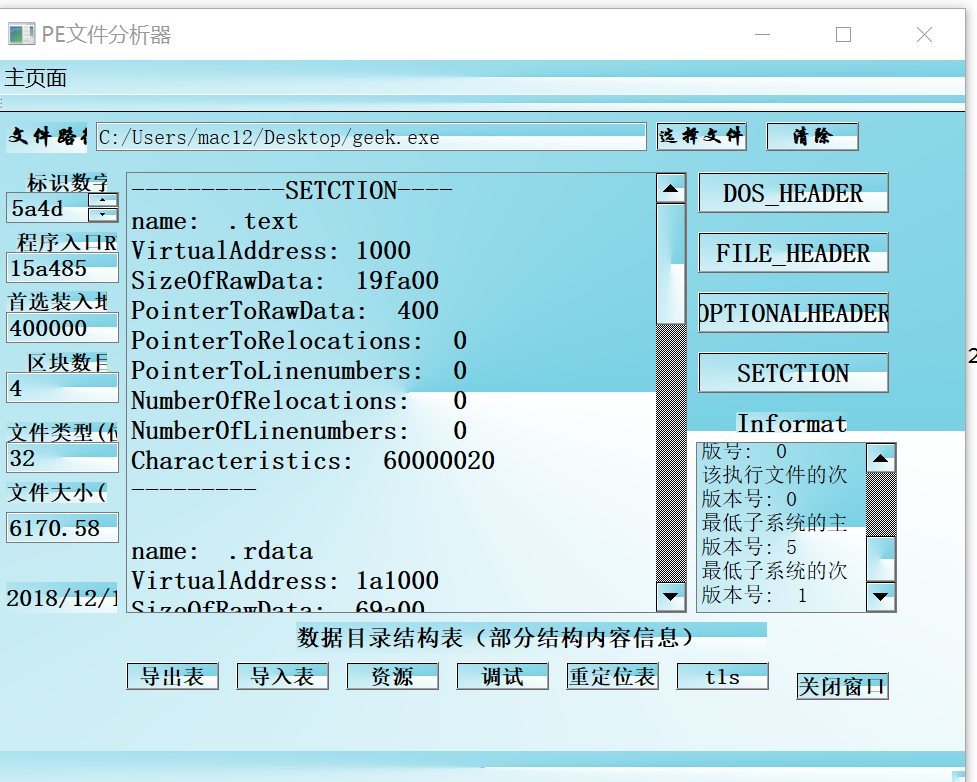 PE文件分析器
主页面
文件路径 C:/Users/mac12/Desktop/geek.exe 选择文件 清除
标识数字
5a4d
程序入口R
15a485
首选装入地
400000
区块数目
4
文件类型(位
32
文件大小(
6170.58
2018/12/1
-----------SETCTION----
name:  .text
VirtualAddress: 1000
SizeOfRawData:  19fa00
PointerToRawData:  400
PointerToRelocations:  0
PointerToLinenumbers:  0
NumberOfRelocations:   0
NumberOfLinenumbers:   0
Characteristics:  60000020
---------
name:  .rdata
VirtualAddress: 1a1000
SizeOfRawData:  69a00
DOS_HEADER
FILE_HEADER
OPTIONALHEADER
SETCTION
Informat
版号:  0
该执行文件的次
版本号: 0
最低子系统的主
版本号: 5
最低子系统的次
版本号:  1
2
数据目录结构表（部分结构内容信息）
导出表 导入表 资源 调试 重定位表 tls 关闭窗口